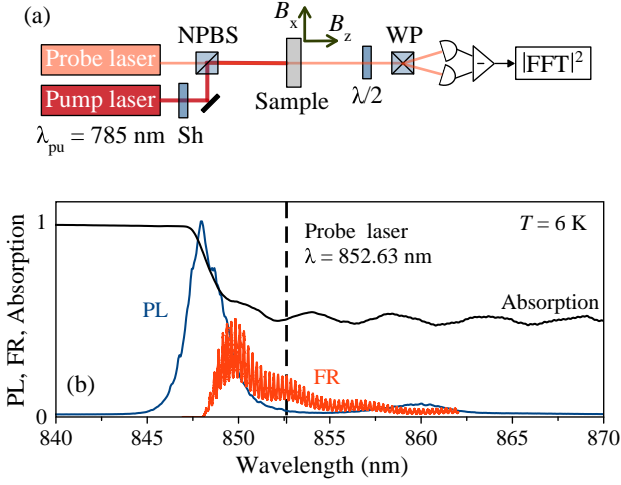 (a)
NPBS
Bₓ
B_z
WP
Probe laser
Pump laser
Sh
Sample
λ/2
-
|FFT|²
λ_pu = 785 nm
PL, FR, Absorption
1
0
T = 6 K
Probe laser
λ = 852.63 nm
PL
Absorption
FR
(b)
840 845 850 855 860 865 870
Wavelength (nm)